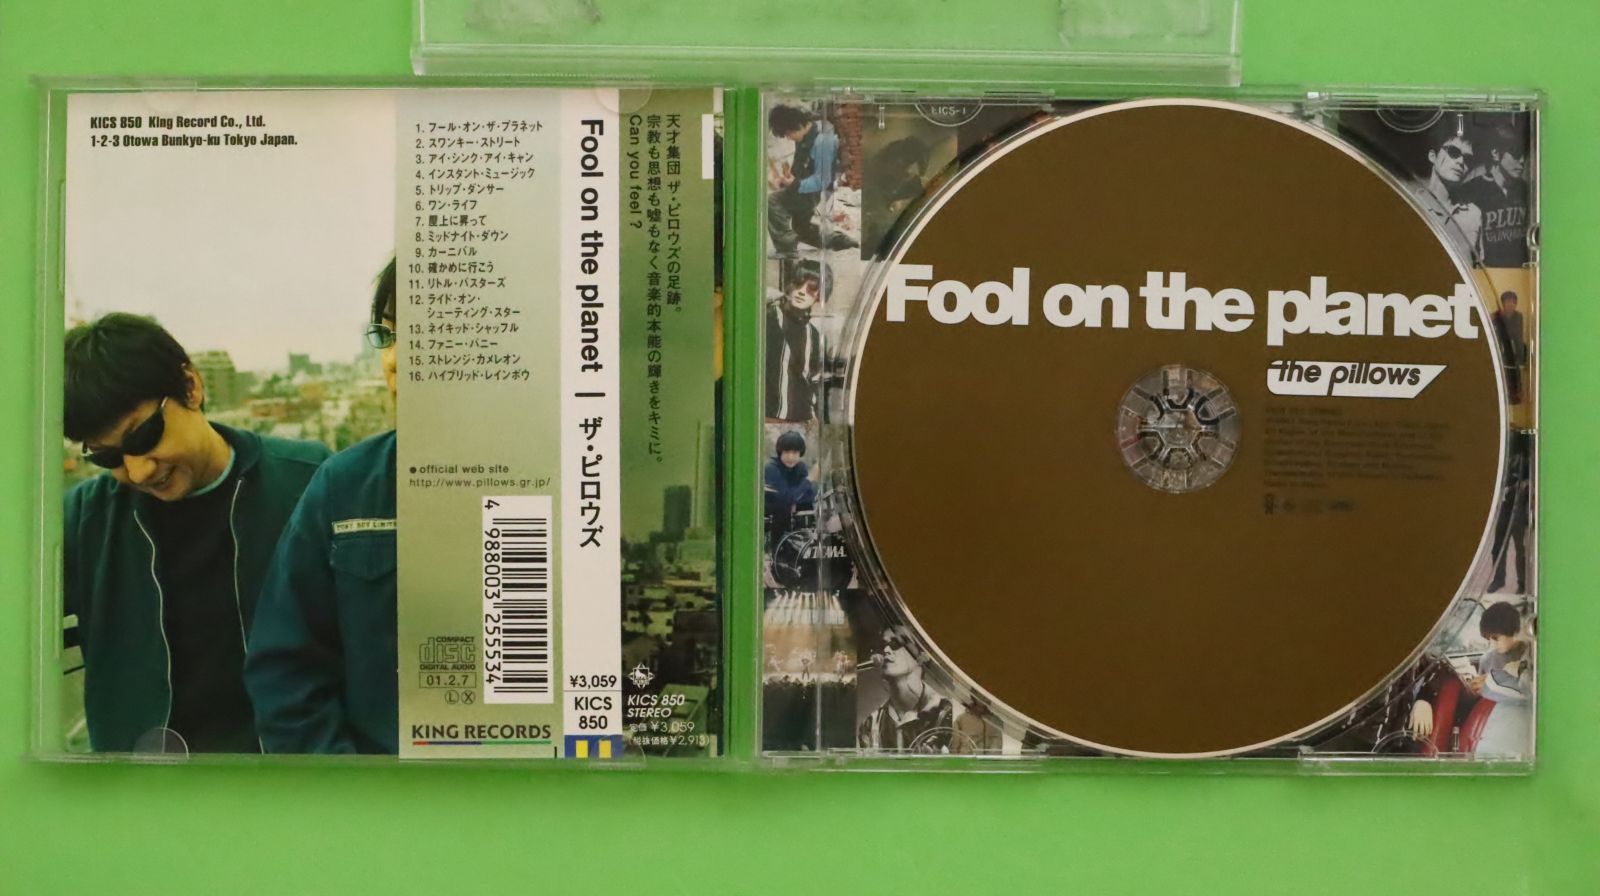 KICS 850 King Record Co., Ltd.
1-2-3 Otowa Bunkyo-ku Tokyo Japan.
1. フール・オン・ザ・プラネット
2. スワンキー・ストリート
3. アイ・シンク・アイ・キャン
4. インスタント・ミュージック
5. トリップ・ダンサー
6. ワン・ライフ
7. 屋上に昇って
8. ミッドナイト・ダウン
9. カーニバル
10. 確かめに行こう
11. リトル・バスターズ
12. ライド・オン・
シューティング・スター
13. ネイキッド・シャッフル
14. ファニー・バニー
15. ストレンジ・カメレオン
16. ハイブリッド・レインボウ
● official web site
http://www.pillows.gr.jp/
4 988003 255534
COMPACT
disc
DIGITAL AUDIO
01.2.7
Ⓛ Ⓧ
KING RECORDS
Fool on the planet | ザ・ピロウズ
¥3,059
KICS
850
天才集団 ザ・ピロウズの足跡。
宗教も思想も嘘もなく音楽的本能の輝きをキミに。
Can you feel ?
KICS 850
STEREO
定価 ¥3,059
(税抜価格¥2,913)
Fool on the planet
the pillows
TAMA
PLUM